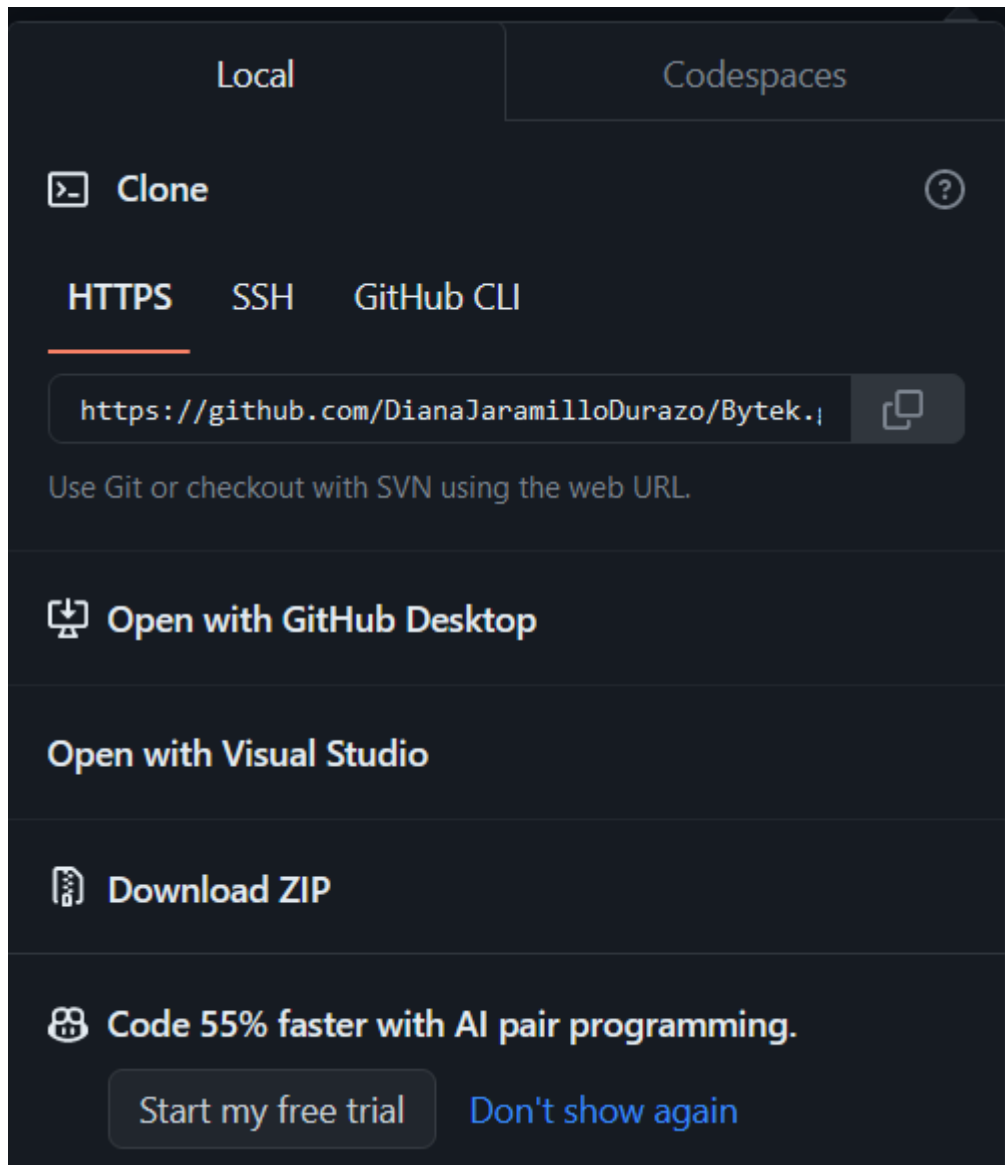 Local
Codespaces
Clone
HTTPS SSH GitHub CLI
https://github.com/DianaJaramilloDurazo/Bytek.
Use Git or checkout with SVN using the web URL.
Open with GitHub Desktop
Open with Visual Studio
Download ZIP
Code 55% faster with AI pair programming.
Start my free trial Don't show again